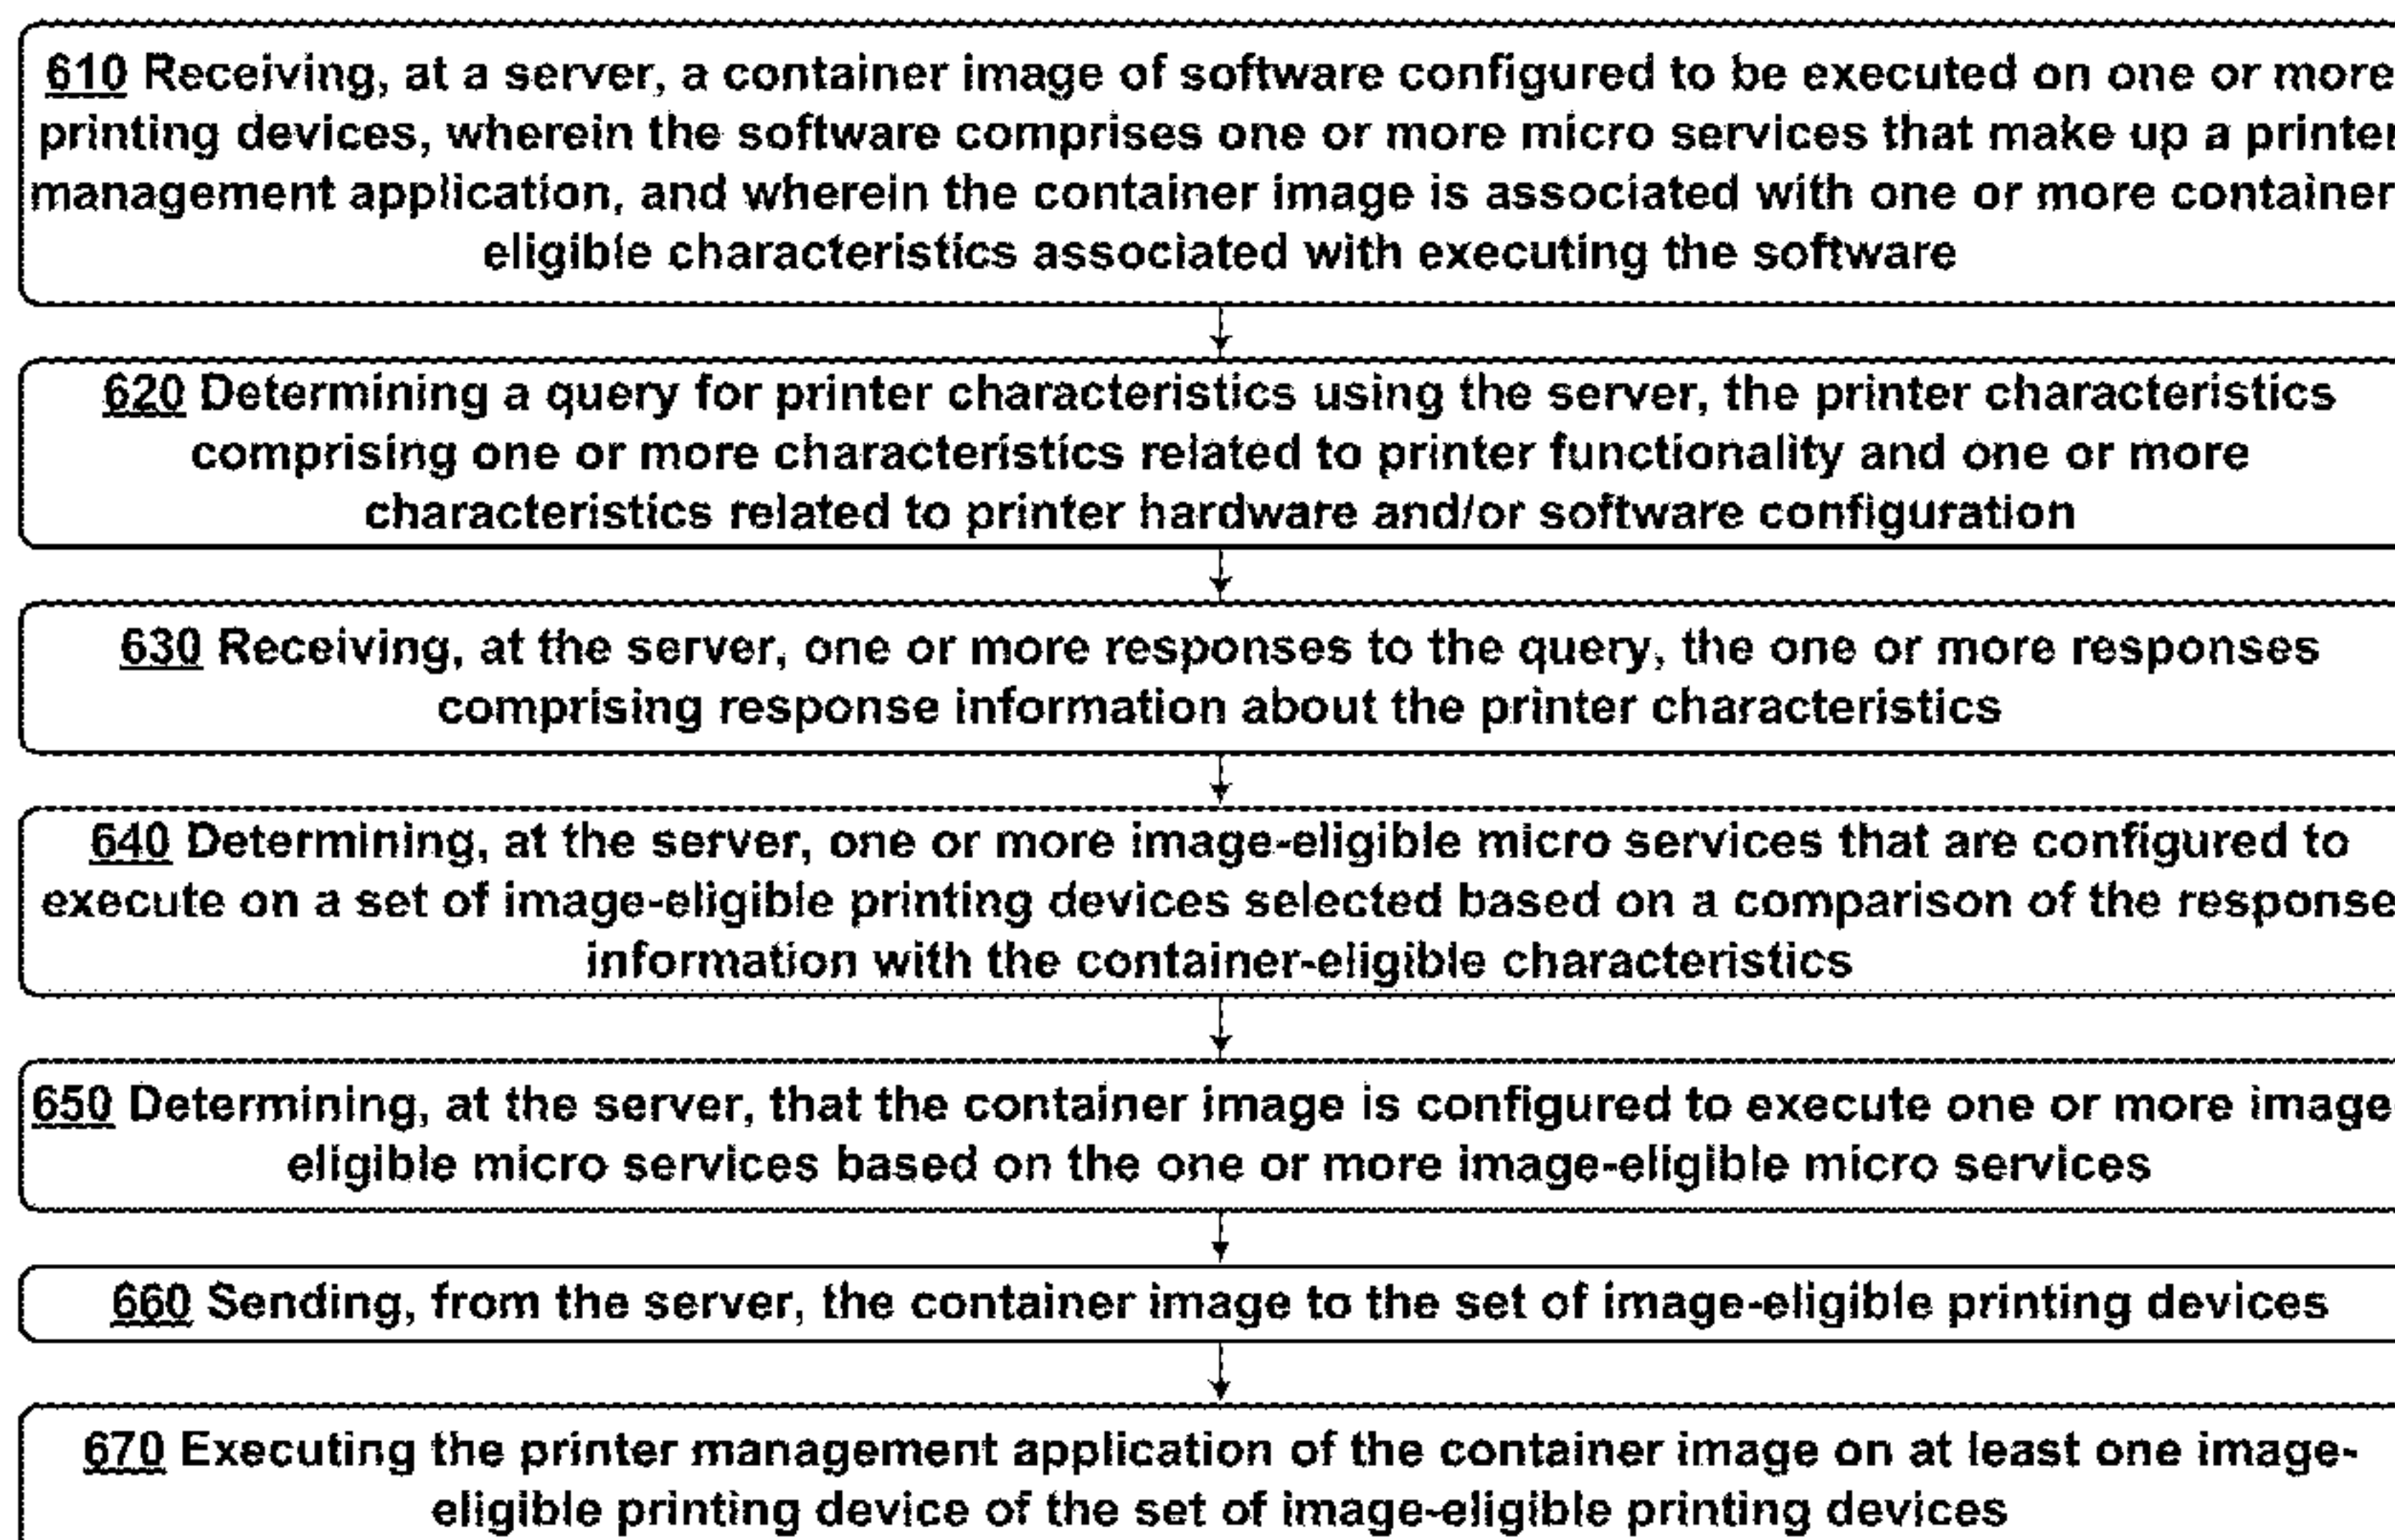 610 Receiving, at a server, a container image of software configured to be executed on one or more
printing devices, wherein the software comprises one or more micro services that make up a printer
management application, and wherein the container image is associated with one or more container
eligible characteristics associated with executing the software
620 Determining a query for printer characteristics using the server, the printer characteristics
comprising one or more characteristics related to printer functionality and one or more
characteristics related to printer hardware and/or software configuration
630 Receiving, at the server, one or more responses to the query, the one or more responses
comprising response information about the printer characteristics
640 Determining, at the server, one or more image-eligible micro services that are configured to
execute on a set of image-eligible printing devices selected based on a comparison of the response
information with the container-eligible characteristics
650 Determining, at the server, that the container image is configured to execute one or more image
eligible micro services based on the one or more image-eligible micro services
660 Sending, from the server, the container image to the set of image-eligible printing devices
670 Executing the printer management application of the container image on at least one image-
eligible printing device of the set of image-eligible printing devices